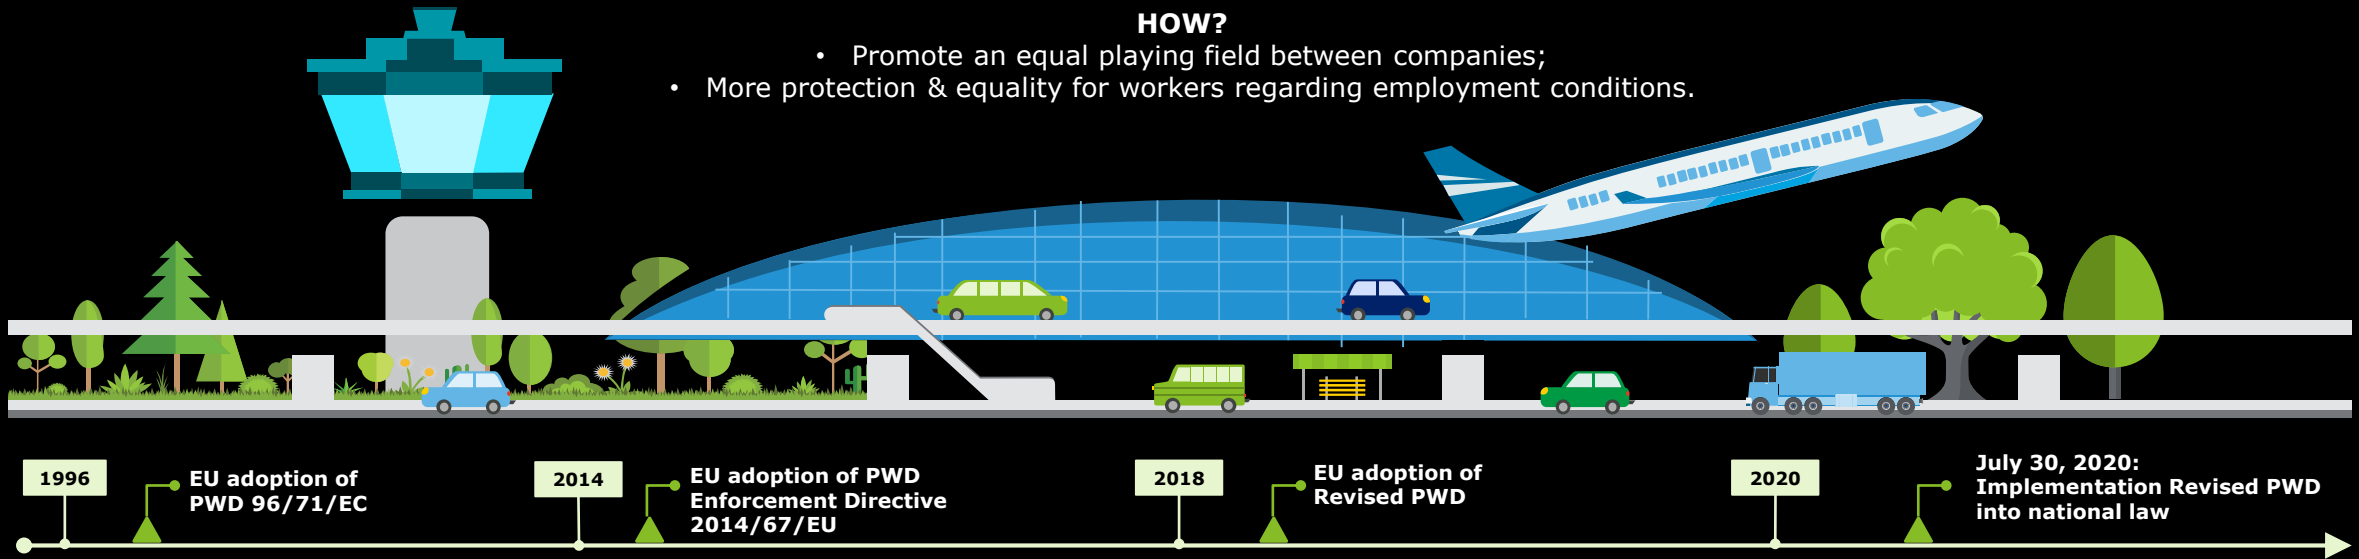 HOW?
• Promote an equal playing field between companies;
• More protection & equality for workers regarding employment conditions.
1996
EU adoption of
PWD 96/71/EC
2014
EU adoption of PWD
Enforcement Directive
2014/67/EU
2018
EU adoption of
Revised PWD
2020
July 30, 2020:
Implementation Revised PWD
into national law